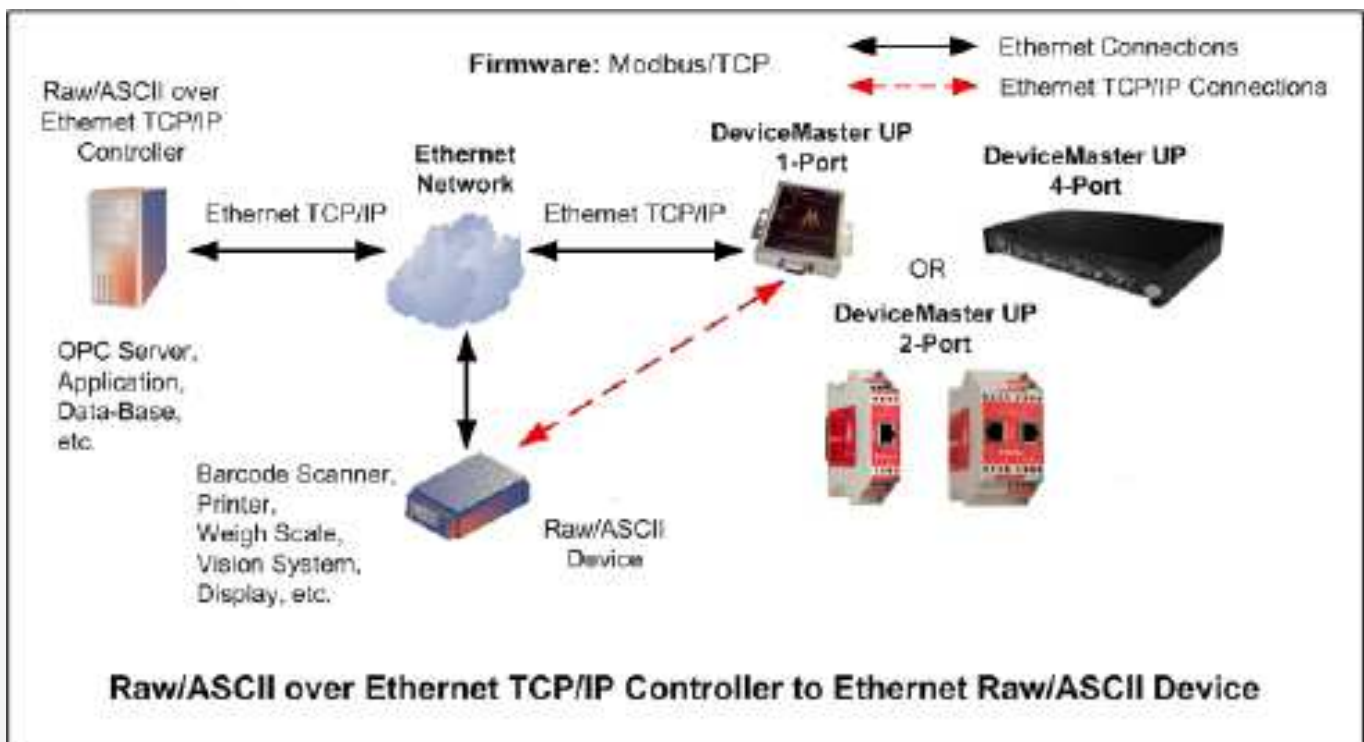 Firmware: Modbus/TCP
Ethernet Connections
Ethernet TCP/IP Connections
Raw/ASCII over
Ethernet TCP/IP
Controller
Ethernet
Network
DeviceMaster UP
1-Port
DeviceMaster UP
4-Port
Ethernet TCP/IP
Ethernet TCP/IP
OR
DeviceMaster UP
2-Port
OPC Server,
Application,
Data-Base,
etc.
Barcode Scanner,
Printer,
Weigh Scale,
Vision System,
Display, etc.
Raw/ASCII
Device
Raw/ASCII over Ethernet TCP/IP Controller to Ethernet Raw/ASCII Device